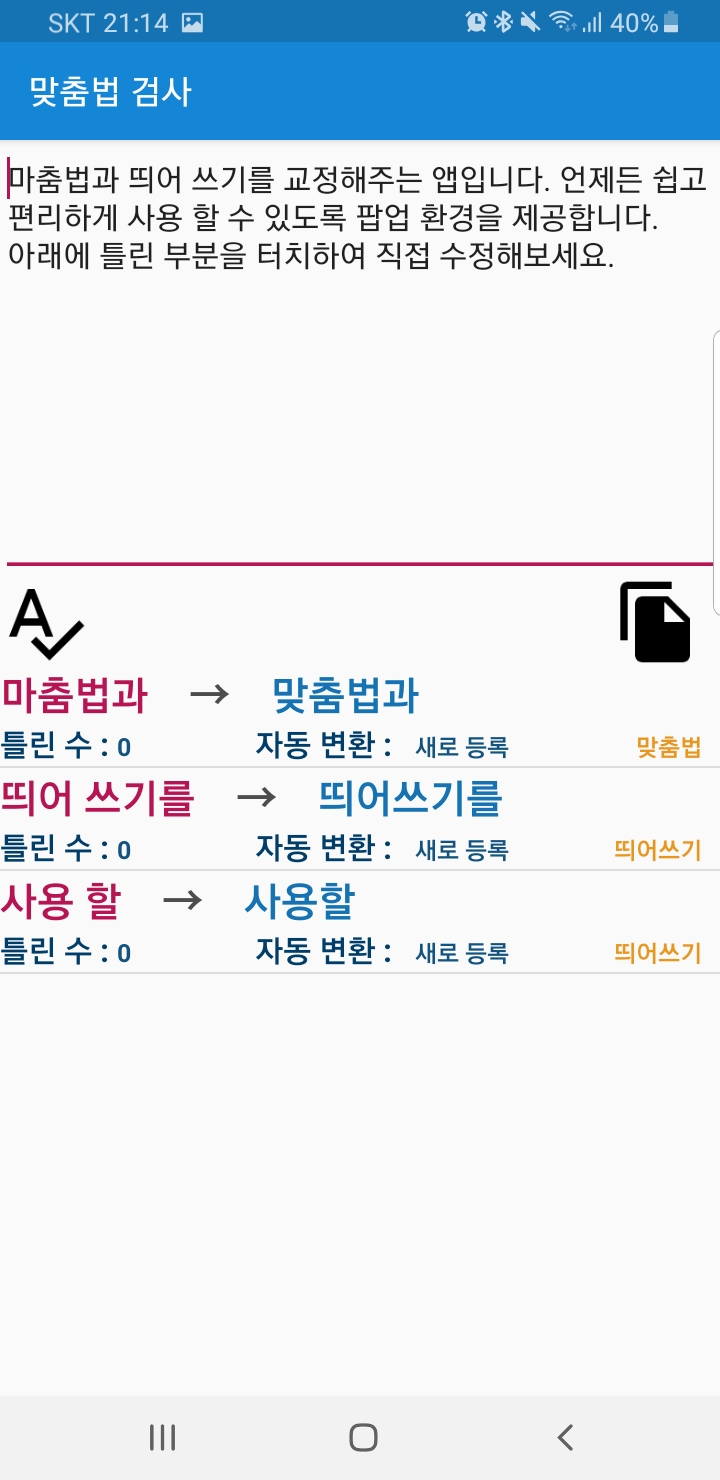 SKT 21:14 40%
맞춤법 검사
마춤법과 띄어 쓰기를 교정해주는 앱입니다. 언제든 쉽고
편리하게 사용 할 수 있도록 팝업 환경을 제공합니다.
아래에 틀린 부분을 터치하여 직접 수정해보세요.
마춤법과 → 맞춤법과
틀린 수 : 0 자동 변환 : 새로 등록 맞춤법
띄어 쓰기를 → 띄어쓰기를
틀린 수 : 0 자동 변환 : 새로 등록 띄어쓰기
사용 할 → 사용할
틀린 수 : 0 자동 변환 : 새로 등록 띄어쓰기